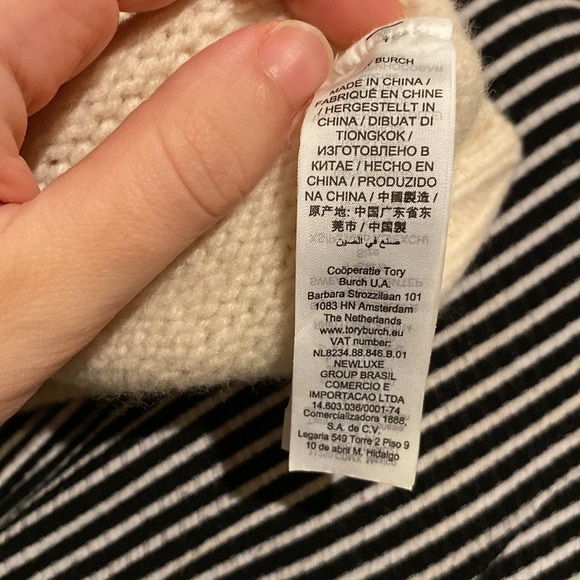 BURCH
MADE IN CHINA /
FABRIQUÉ EN CHINE
/ HERGESTELLT IN
CHINA / DIBUAT DI
TIONGKOK /
ИЗГОТОВЛЕНО В
КИТАЕ / HECHO EN
CHINA / PRODUZIDO
NA CHINA / 中國製造 /
原产地: 中国广东省东
莞市 / 中國製
صنع في الصين
Coöperatie Tory
Burch U.A.
Barbara Strozzilaan 101
1083 HN Amsterdam
The Netherlands
www.toryburch.com
VAT number:
NL8234.88.846.B.01
NEWLUXE
GROUP BRASIL
COMERCIO E
IMPORTACAO LTDA
14.603.036/0001-74
Comercializadora 1888,
S.A. de C.V.
Legaria 549 Torre 2 Piso 9
10 de abril M. Hidalgo